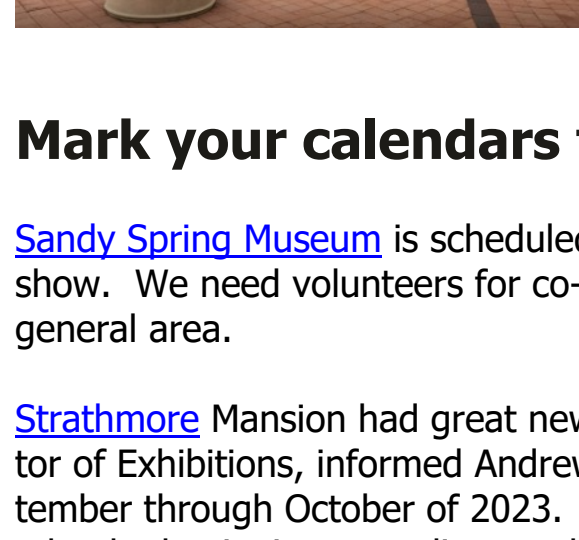 Mark your calendars
Sandy Spring Museum is scheduled
show. We need volunteers for co-
general area.
Strathmore Mansion had great new
tor of Exhibitions, informed Andrew
tember through October of 2023.